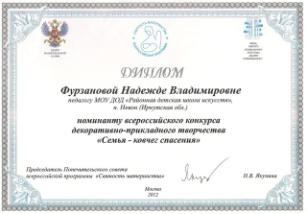 ДИПЛОМ
Фурзановой Надежде Владимировне
педагогу МОУ ДОД «Районная детская школа искусств»,
п. Невон (Иркутская обл.)
номинанту всероссийского конкурса
декоративно-прикладного творчества
«Семья - ковчег спасения»
Председатель Попечительского совета
всероссийской программы «Святость материнства»
Н.В. Якунина
Москва
2012